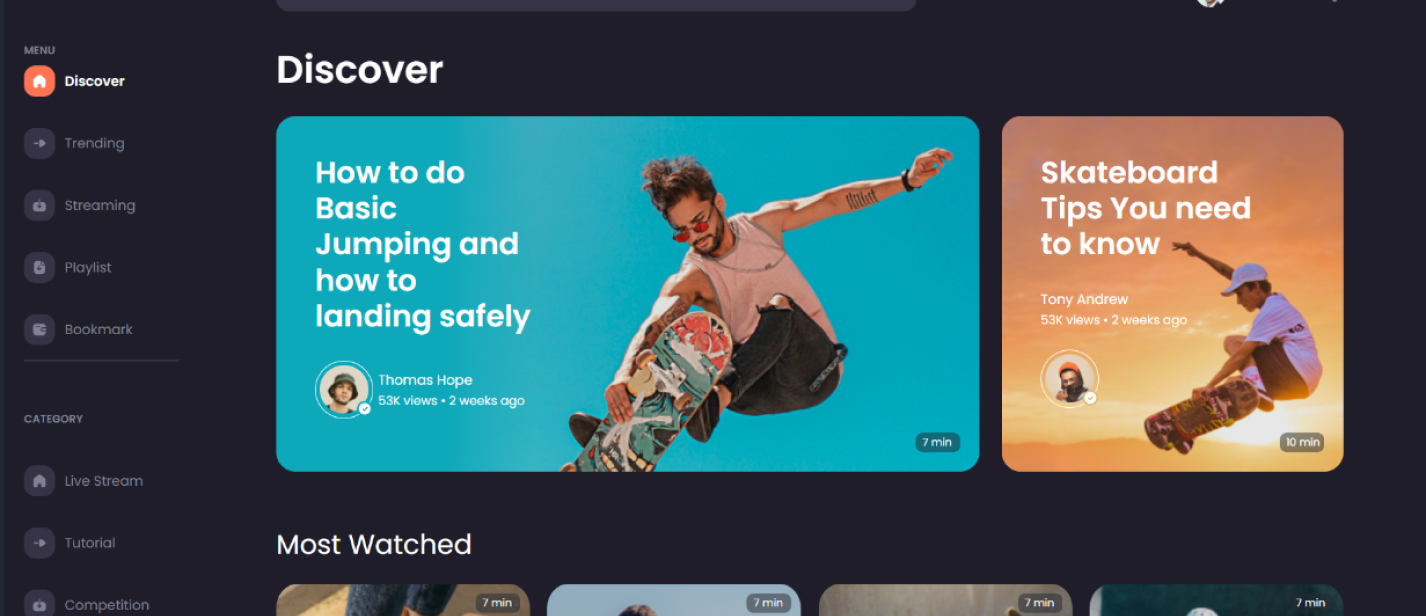 MENU
Discover
Trending
Streaming
Playlist
Bookmark
CATEGORY
Live Stream
Tutorial
Competition
Discover
How to do
Basic
Jumping and
how to
landing safely
Thomas Hope
53K views • 2 weeks ago
7 min
Skateboard
Tips You need
to know
Tony Andrew
53K views • 2 weeks ago
10 min
Most Watched
7 min
7 min
7 min
7 min